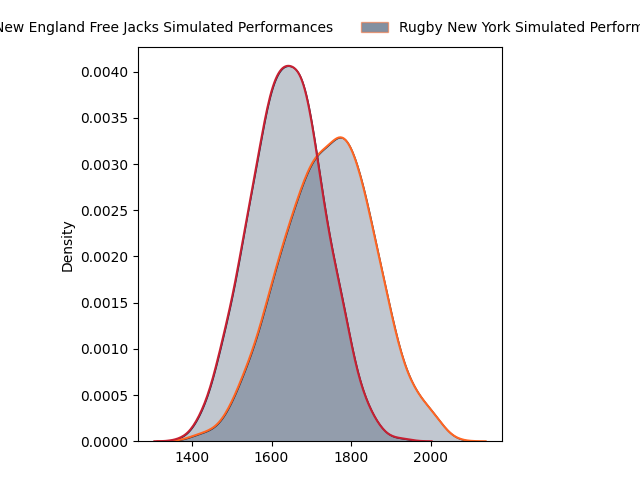 New England Free Jacks Simulated Performances
Rugby New York Simulated Perform
0.0040
0.0035
0.0030
0.0025
0.0020
0.0015
0.0010
0.0005
0.0000
Density
1400 1600 1800 2000